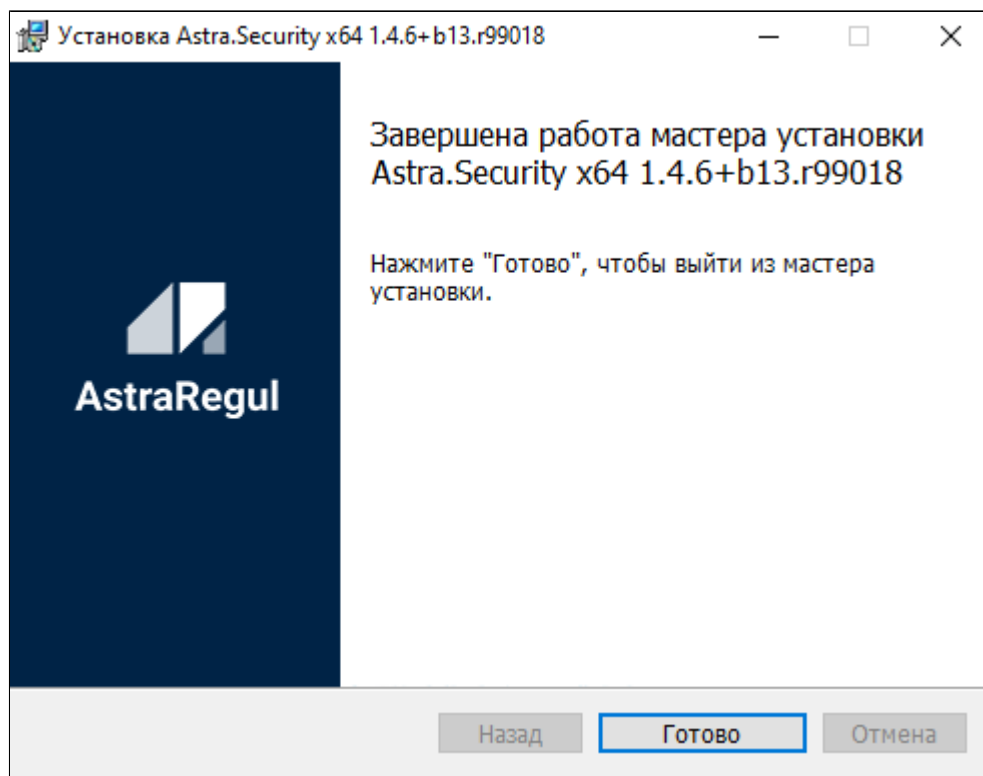 Установка Astra.Security x64 1.4.6+b13.r99018
Завершена работа мастера установки
Astra.Security x64 1.4.6+b13.r99018
Нажмите "Готово", чтобы выйти из мастера
установки.
AstraRegul
Назад
Готово
Отмена